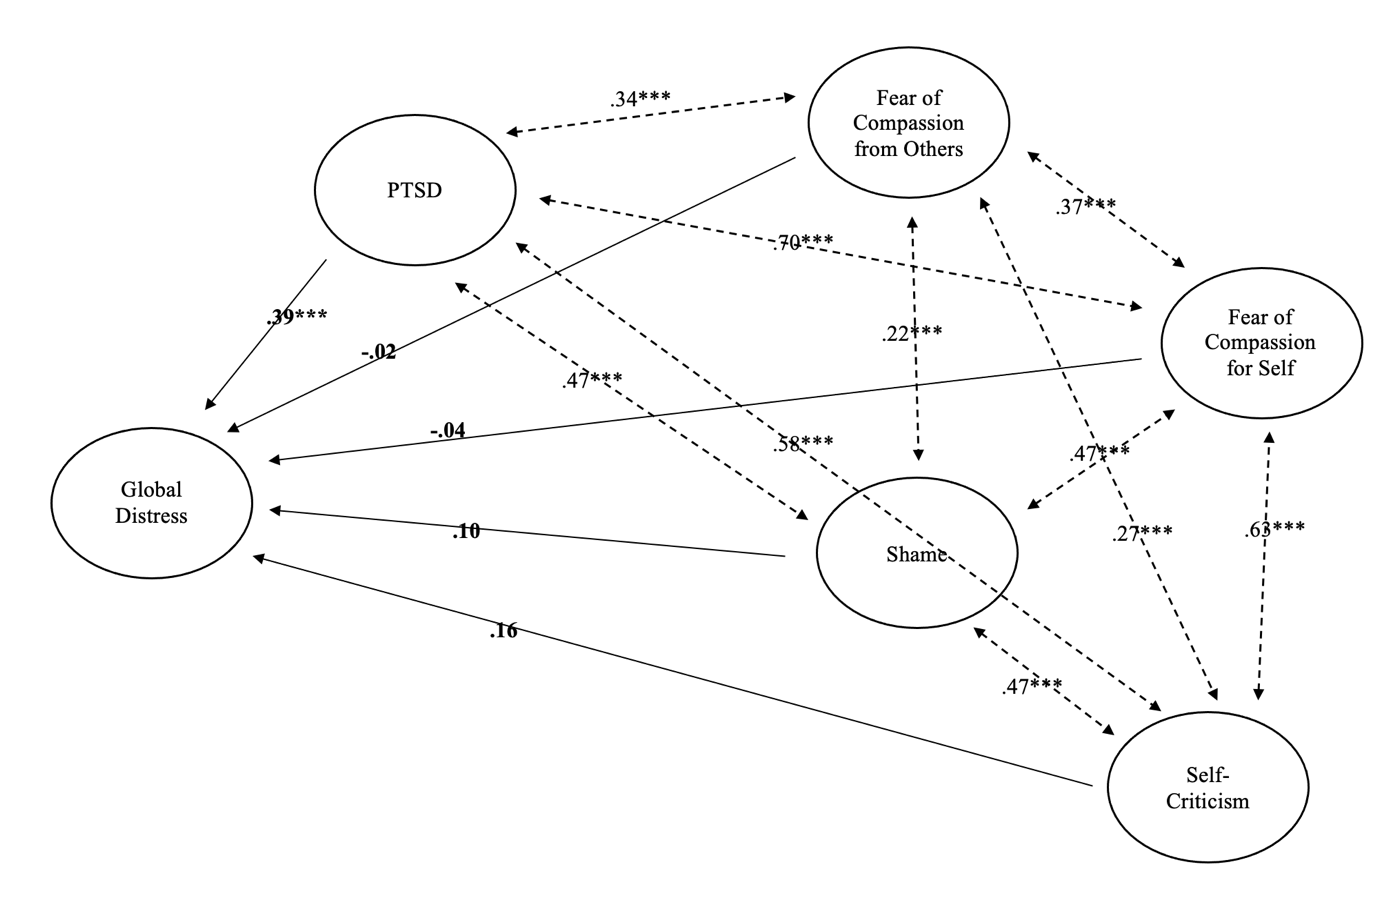 Fear of
Compassion
from Others
.34***
PTSD
.37***
.70***
Fear of
Compassion
for Self
.39***
.22***
-.02
.47***
-.04
.58***
.47***
Global
Distress
.10
.27***
.63***
Shame
.16
.47***
Self-
Criticism